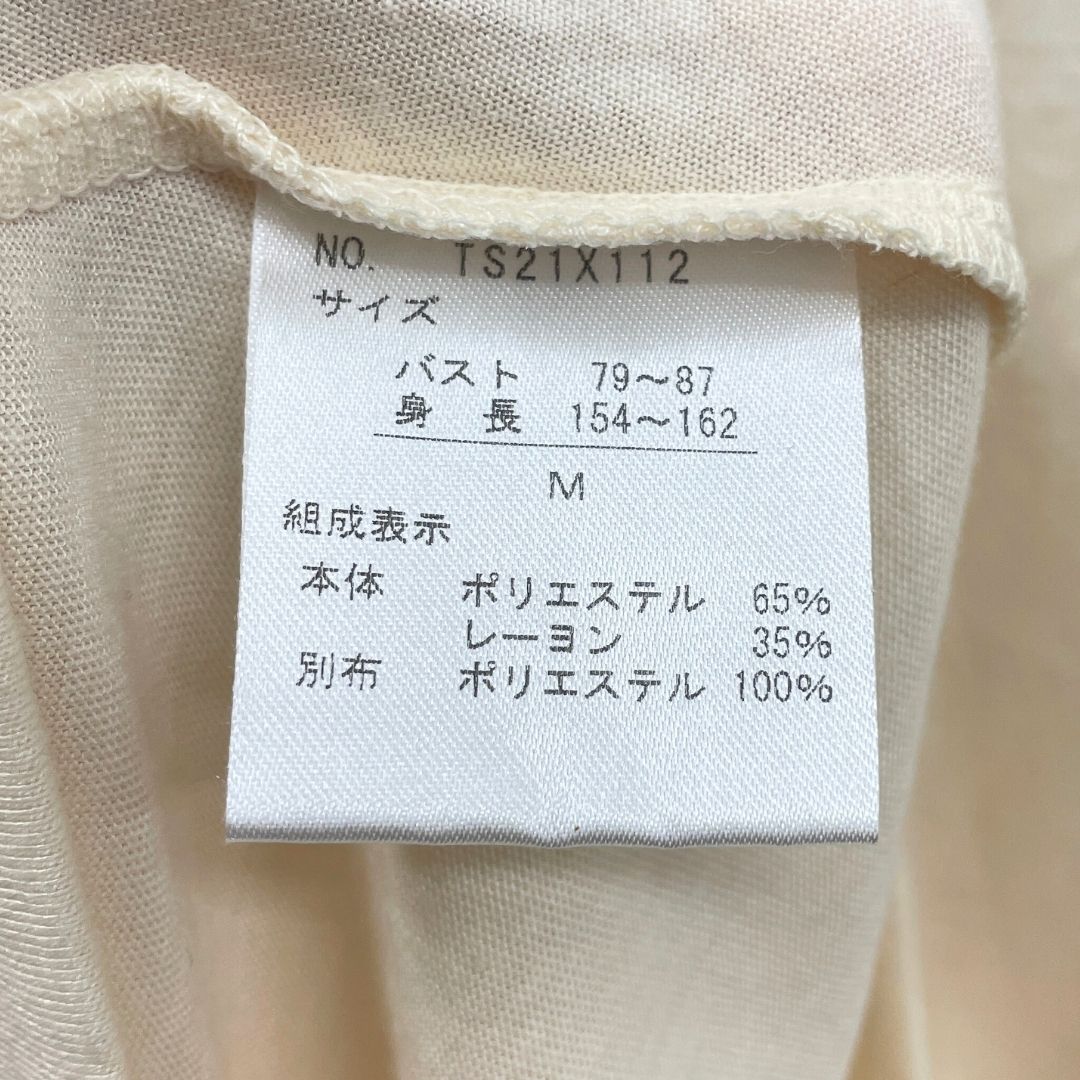 NO. TS21X112
サイズ
バスト 79～87
身長 154～162
M
組成表示
本体 ポリエステル 65%
レーヨン 35%
別布 ポリエステル 100%